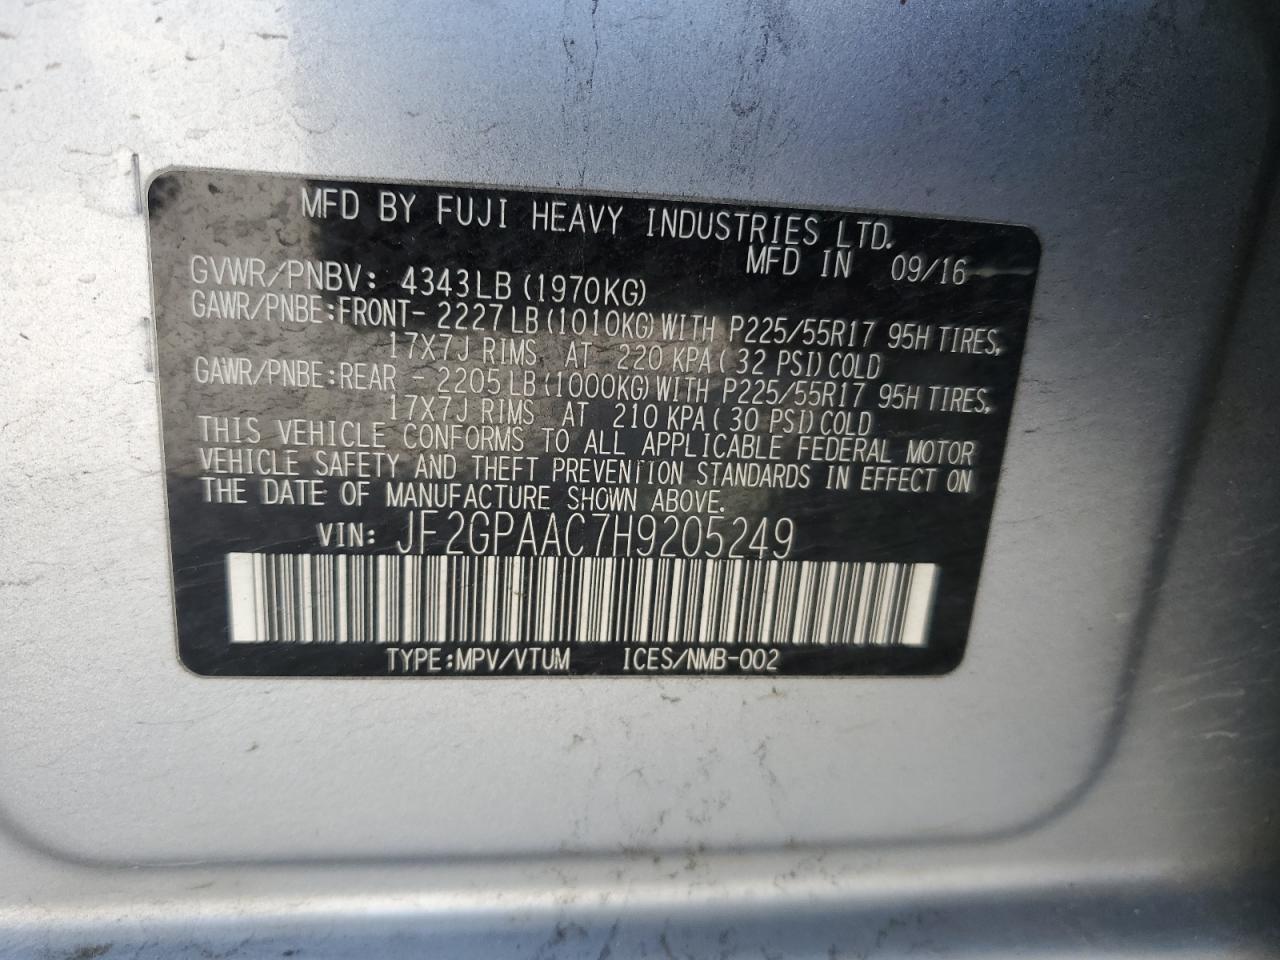 MFD BY FUJI HEAVY INDUSTRIES LTD.
MFD IN 09/16
GVWR/PNBV: 4343LB (1970KG)
GAWR/PNBE:FRONT- 2227LB (1010KG) WITH P225/55R17 95H TIRES,
17X7J RIMS, AT 220 KPA (32 PSI) COLD
GAWR/PNBE:REAR - 2205LB (1000KG) WITH P225/55R17 95H TIRES,
17X7J RIMS AT 210 KPA (30 PSI) COLD
THIS VEHICLE CONFORMS TO ALL APPLICABLE FEDERAL MOTOR
VEHICLE SAFETY AND THEFT PREVENTION STANDARDS IN EFFECT ON
THE DATE OF MANUFACTURE SHOWN ABOVE.
VIN: JF2GPAAC7H9205249
TYPE:MPV/VTUM ICES/NMB-002